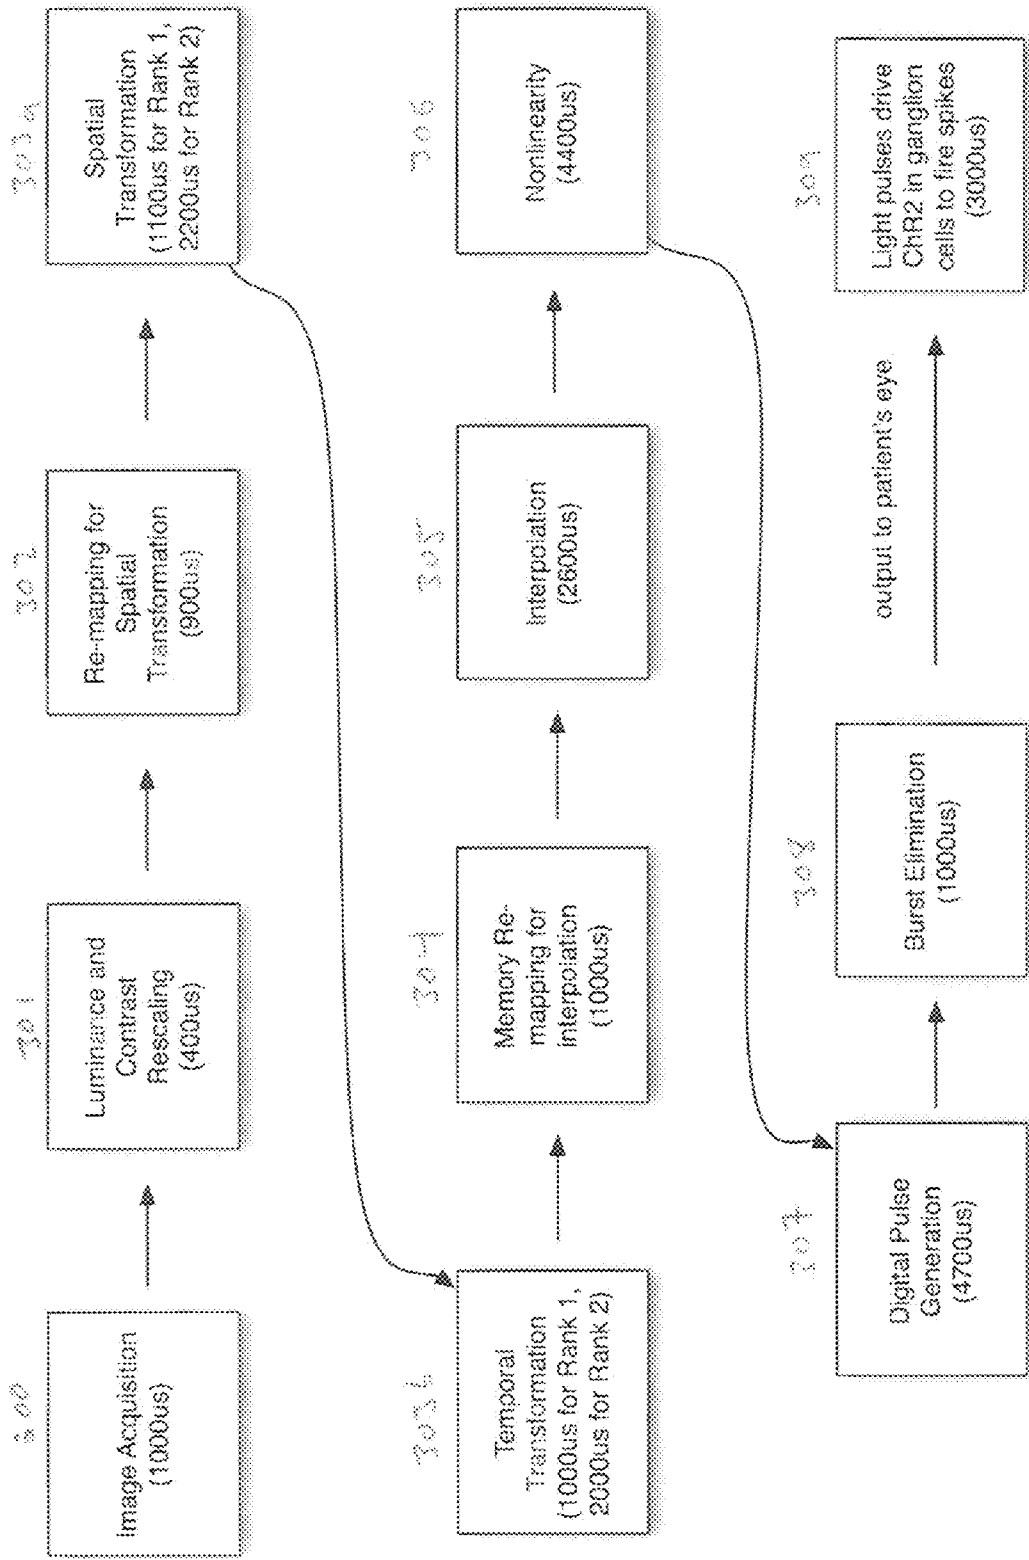 300
Image Acquisition
(1000us)
301
Luminance and
Contrast
Rescaling
(400us)
302
Re-mapping for
Spatial
Transformation
(900us)
303a
Spatial
Transformation
(1100us for Rank 1,
2200us for Rank 2)
303b
Temporal
Transformation
(1000us for Rank 1,
2000us for Rank 2)
304
Memory Re-
mapping for
interpolation
(1000us)
305
Interpolation
(2600us)
306
Nonlinearity
(4400us)
307
Digital Pulse
Generation
(4700us)
308
Burst Elimination
(1000us)
output to patient's eye
309
Light pulses drive
ChR2 in ganglion
cells to fire spikes
(3000us)